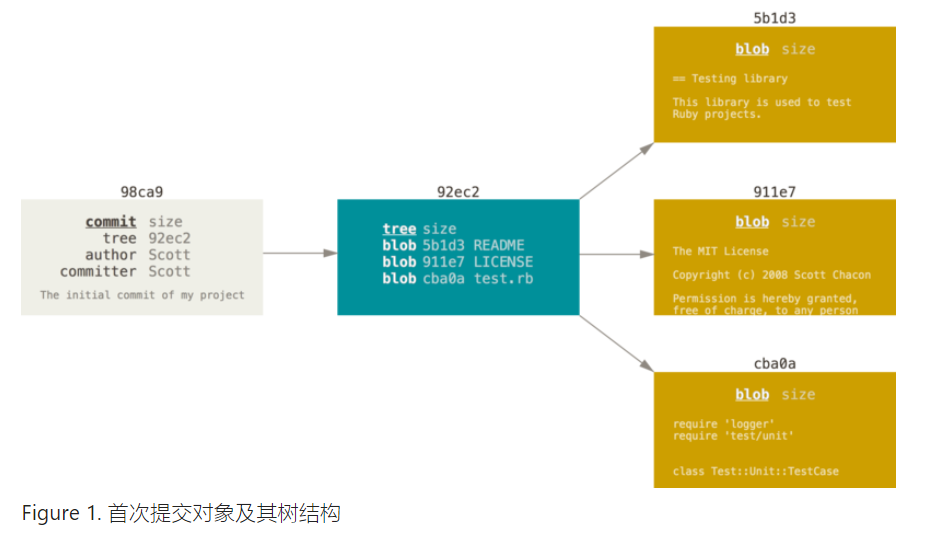 5b1d3
blob size
== Testing library
This library is used to test
Ruby projects.
98ca9
commit size
tree 92ec2
author Scott
committer Scott
The initial commit of my project
92ec2
tree size
blob 5b1d3 README
blob 911e7 LICENSE
blob cba0a test.rb
911e7
blob size
The MIT License
Copyright (c) 2008 Scott Chacon
Permission is hereby granted,
free of charge, to any person
cba0a
blob size
require 'logger'
require 'test/unit'
class Test::Unit::TestCase
Figure 1. 首次提交对象及其树结构